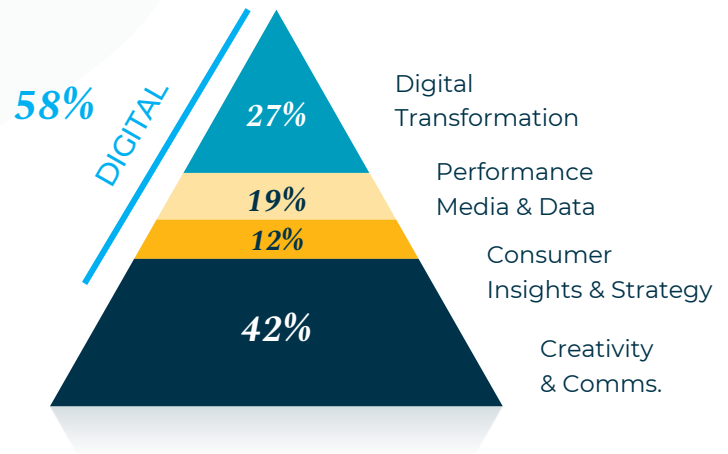 58%
DIGITAL
27%
Digital
Transformation
19%
Performance
Media & Data
12%
Consumer
Insights & Strategy
42%
Creativity
& Comms.